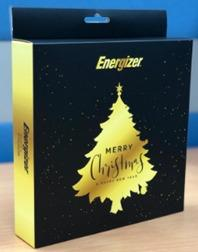 Energizer
MERRY
Christmas
& HAPPY NEW YEAR
Energizer